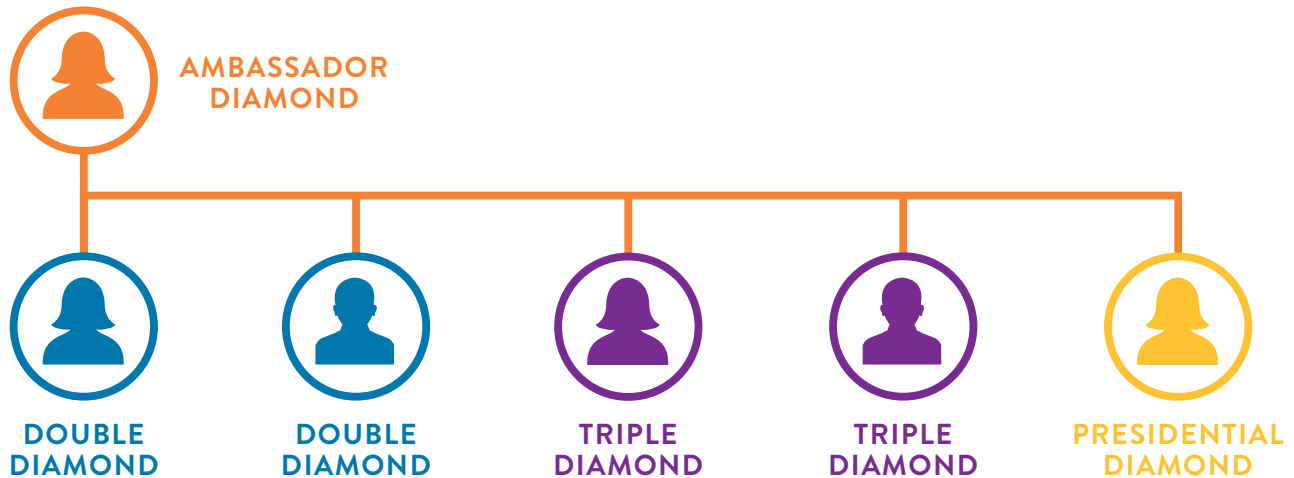 AMBASSADOR
DIAMOND
DOUBLE
DIAMOND
DOUBLE
DIAMOND
TRIPLE
DIAMOND
TRIPLE
DIAMOND
PRESIDENTIAL
DIAMOND